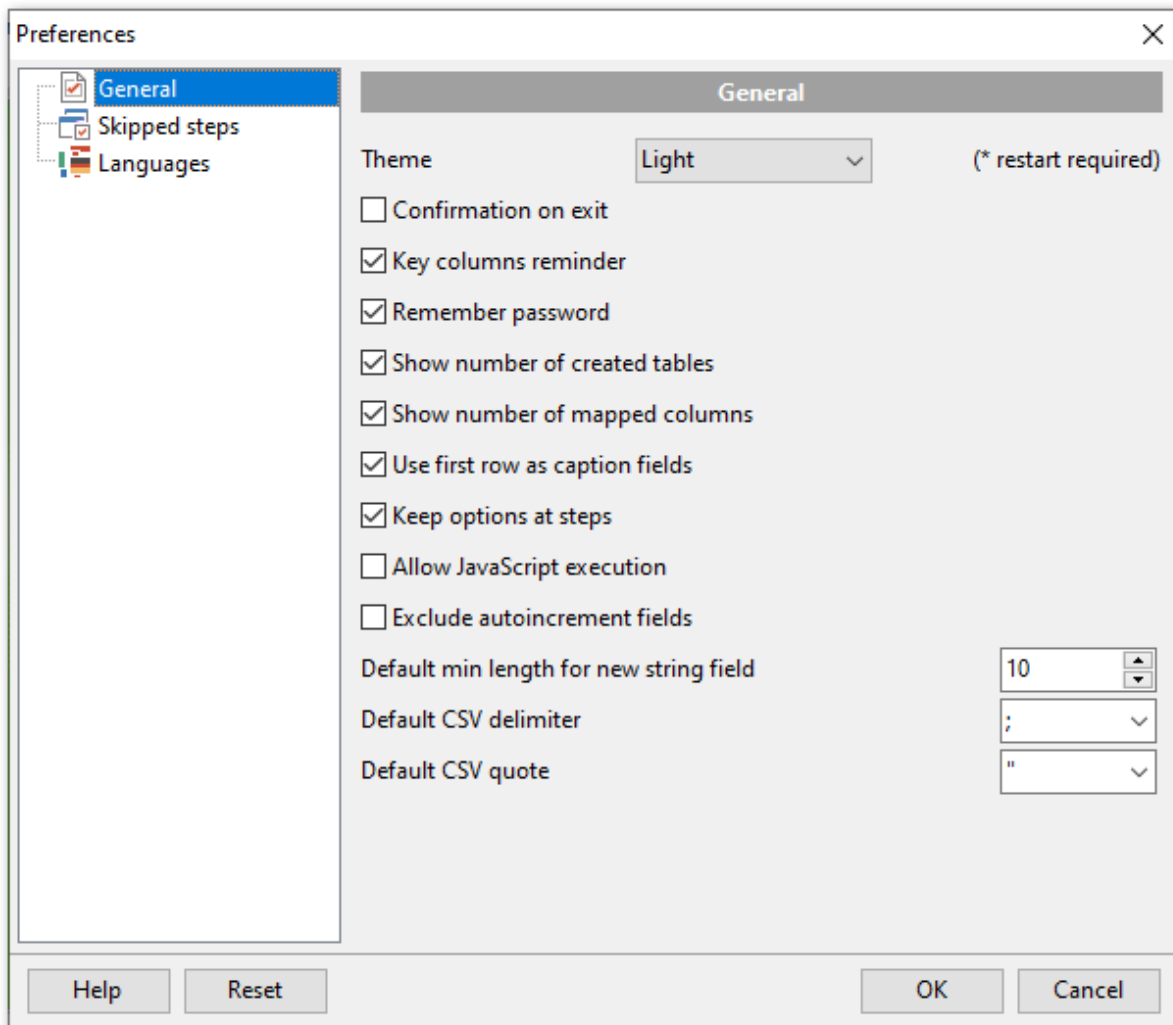 Preferences
General
Skipped steps
Languages
General
Theme Light (* restart required)
Confirmation on exit
Key columns reminder
Remember password
Show number of created tables
Show number of mapped columns
Use first row as caption fields
Keep options at steps
Allow JavaScript execution
Exclude autoincrement fields
Default min length for new string field 10
Default CSV delimiter ;
Default CSV quote "
Help Reset OK Cancel